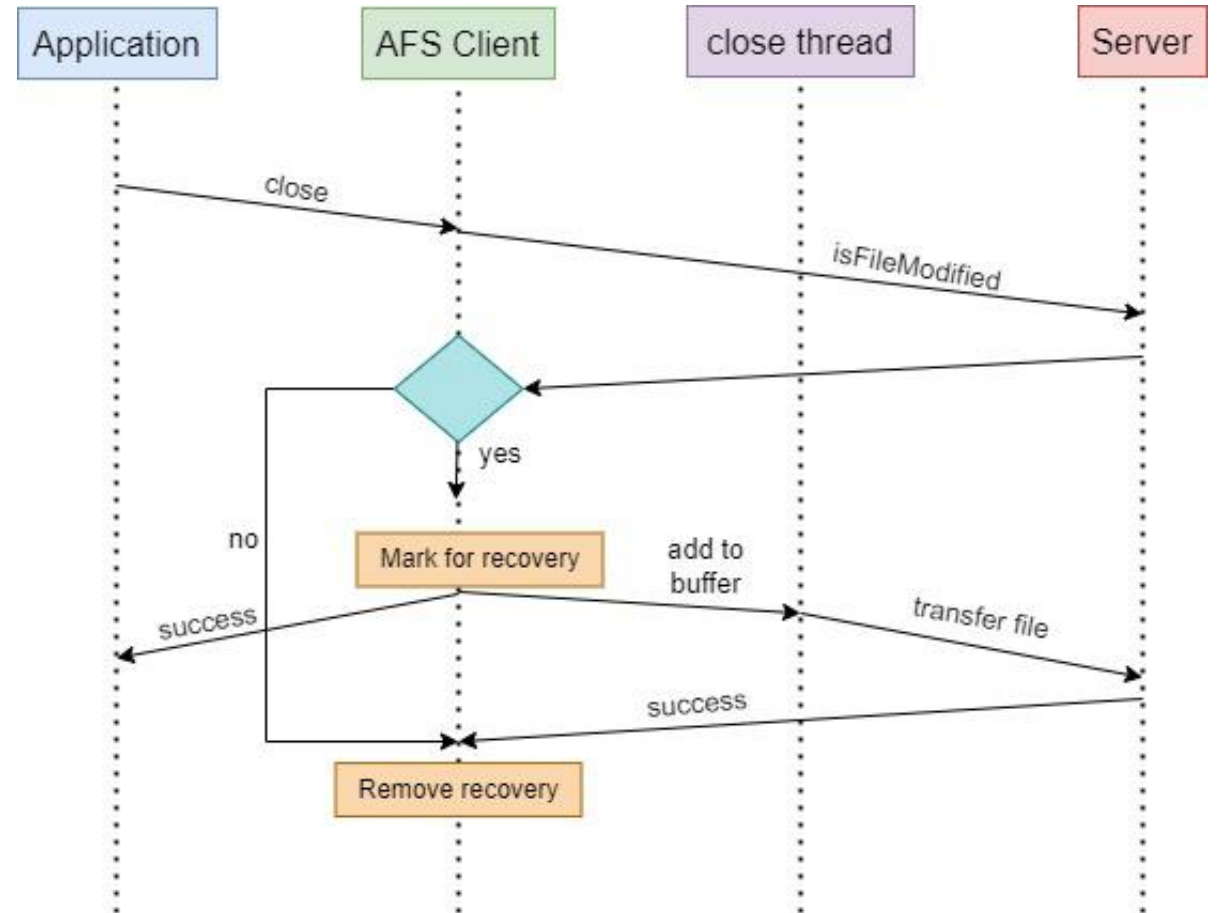 Application
AFS Client
close thread
Server
close
isFileModified
yes
no
Mark for recovery
add to
buffer
success
transfer file
success
Remove recovery